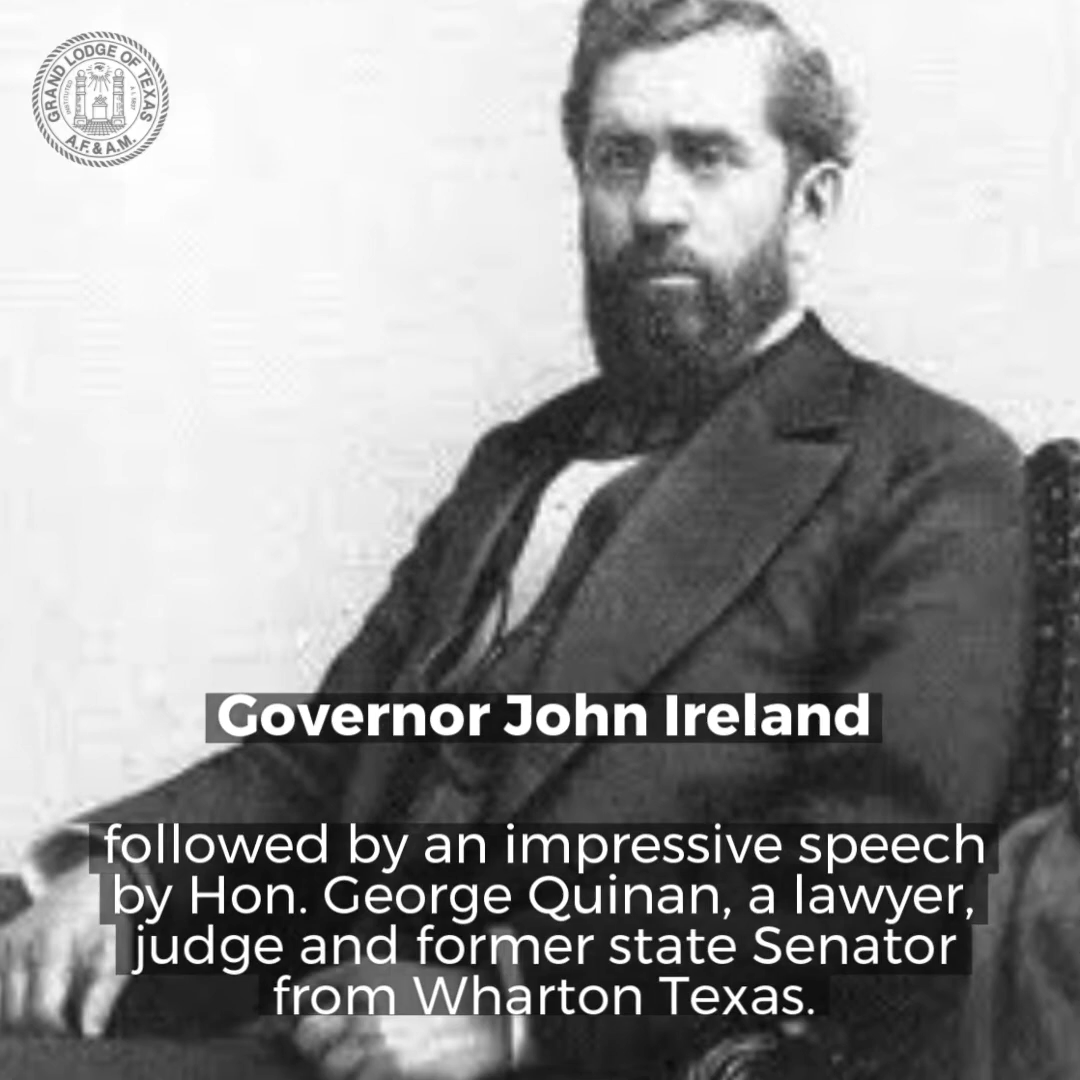 GRAND LODGE OF TEXAS
A.F. & A.M.
Governor John Ireland
followed by an impressive speech
by Hon. George Quinan, a lawyer,
judge and former state Senator
from Wharton Texas.